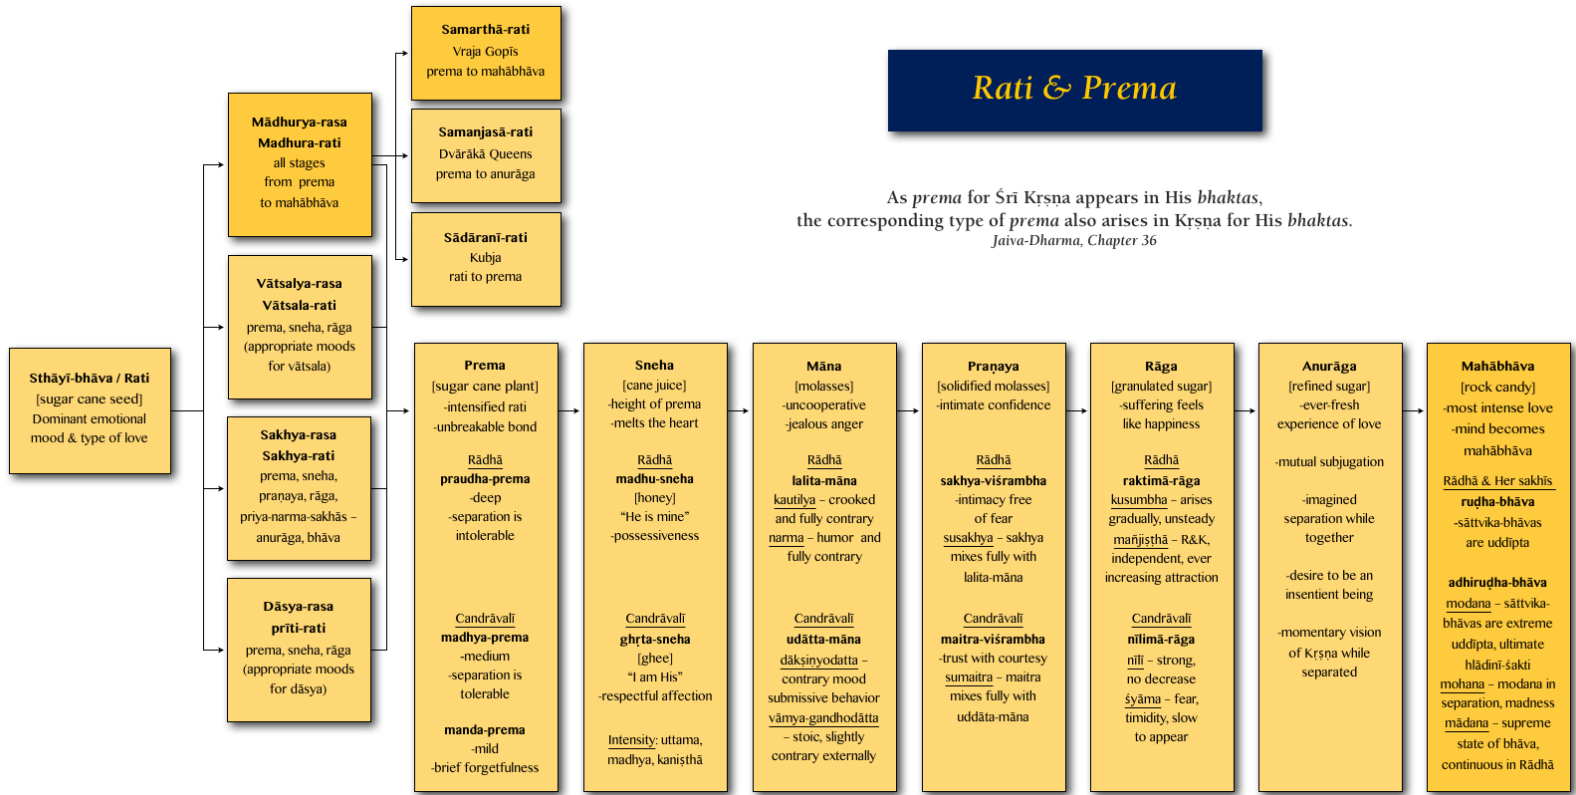 Rati & Prema
As prema for Śrī Kṛṣṇa appears in His bhaktas,
the corresponding type of prema also arises in Kṛṣṇa for His bhaktas.
Jaiva-Dharma, Chapter 36
Sthāyī-bhāva / Rati
[sugar cane seed]
Dominant emotional
mood & type of love
Mādhurya-rasa
Madhura-rati
all stages
from prema
to mahābhāva
Vātsalya-rasa
Vātsala-rati
prema, sneha, rāga
(appropriate moods
for vātsala)
Sakhya-rasa
Sakhya-rati
prema, sneha,
praṇaya, rāga,
priya-narma-sakhās –
anurāga, bhāva
Dāsya-rasa
prīti-rati
prema, sneha, rāga
(appropriate moods
for dāsya)
Samarthā-rati
Vraja Gopīs
prema to mahābhāva
Samanjasā-rati
Dvārākā Queens
prema to anurāga
Sādāranī-rati
Kubja
rati to prema
Prema
[sugar cane plant]
-intensified rati
-unbreakable bond
Rādhā
praudha-prema
-deep
-separation is
intolerable
Candrāvalī
madhya-prema
-medium
-separation is
tolerable
manda-prema
-mild
-brief forgetfulness
Sneha
[cane juice]
-height of prema
-melts the heart
Rādhā
madhu-sneha
[honey]
“He is mine”
-possessiveness
Candrāvalī
ghṛta-sneha
[ghee]
“I am His”
-respectful affection
Intensity: uttama,
madhya, kaniṣṭhā
Māna
[molasses]
-uncooperative
-jealous anger
Rādhā
lalita-māna
kautilya – crooked
and fully contrary
narma – humor and
fully contrary
Candrāvalī
udātta-māna
dākṣiṇyodatta –
contrary mood
submissive behavior
vāmya-gandhodātta
– stoic, slightly
contrary externally
Praṇaya
[solidified molasses]
-intimate confidence
Rādhā
sakhya-viśrambha
-intimacy free
of fear
susakhya – sakhya
mixes fully with
lalita-māna
Candrāvalī
maitra-viśrambha
-trust with courtesy
sumaitra – maitra
mixes fully with
uddāta-māna
Rāga
[granulated sugar]
-suffering feels
like happiness
Rādhā
raktimā-rāga
kusumbha – arises
gradually, unsteady
mañjiṣṭhā – R&K,
independent, ever
increasing attraction
Candrāvalī
nīlimā-rāga
nīlī – strong,
no decrease
śyāma – fear,
timidity, slow
to appear
Anurāga
[refined sugar]
-ever-fresh
experience of love
-mutual subjugation
-imagined
separation while
together
-desire to be an
insentient being
-momentary vision
of Kṛṣṇa while
separated
Mahābhāva
[rock candy]
-most intense love
-mind becomes
mahābhāva
Rādhā & Her sakhīs
ruḍha-bhāva
-sāttvika-bhāvas
are uddīpta
adhiruḍha-bhāva
modana – sāttvika-
bhāvas are extreme
uddīpta, ultimate
hlādinī-śakti
mohana – modana in
separation, madness
mādana – supreme
state of bhāva,
continuous in Rādhā